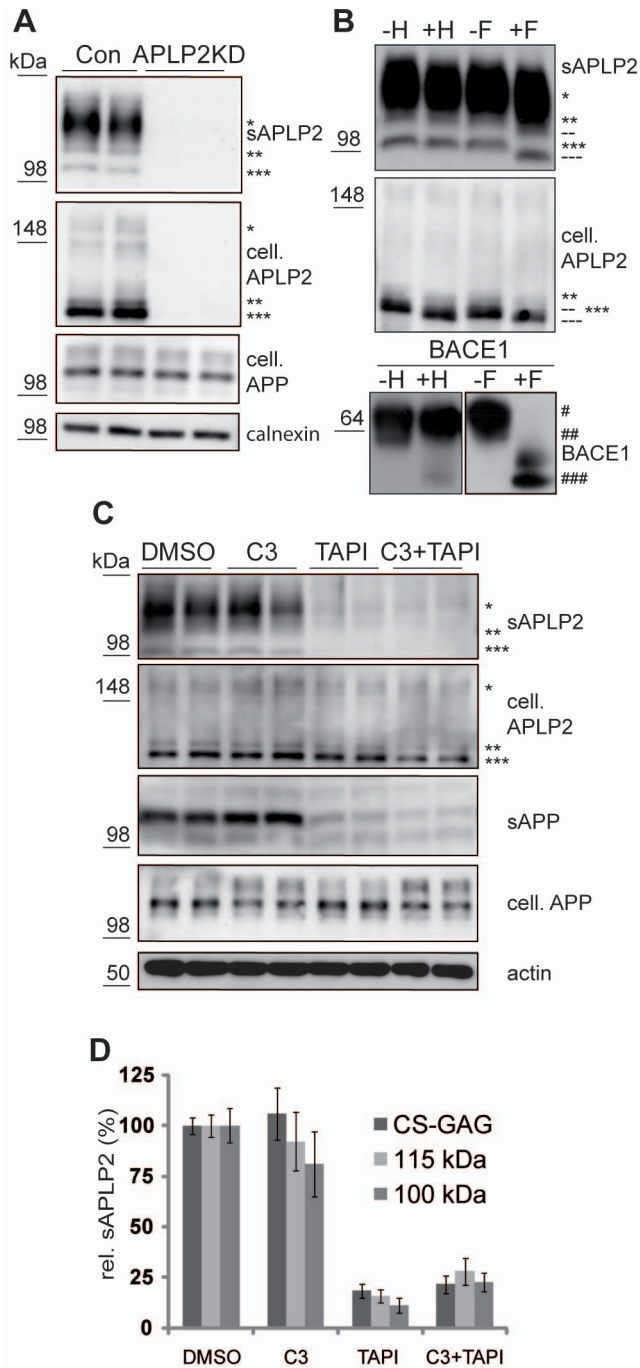 A
Con APLP2KD
kDa
*
sAPLP2
**
98
***
148
*
cell.
APLP2
**
***
cell.
APP
98
98
calnexin
B
-H +H -F +F
sAPLP2
*
**
--
98
***
---
148
cell.
APLP2
**
-- ***
---
BACE1
-H +H -F +F
64
#
##
BACE1
###
C
DMSO C3 TAPI C3+TAPI
kDa
*
sAPLP2
**
98
***
148
*
cell.
APLP2
**
***
sAPP
98
cell. APP
98
50
actin
D
rel. sAPLP2 (%)
125
100
75
50
25
0
CS-GAG
115 kDa
100 kDa
DMSO C3 TAPI C3+TAPI